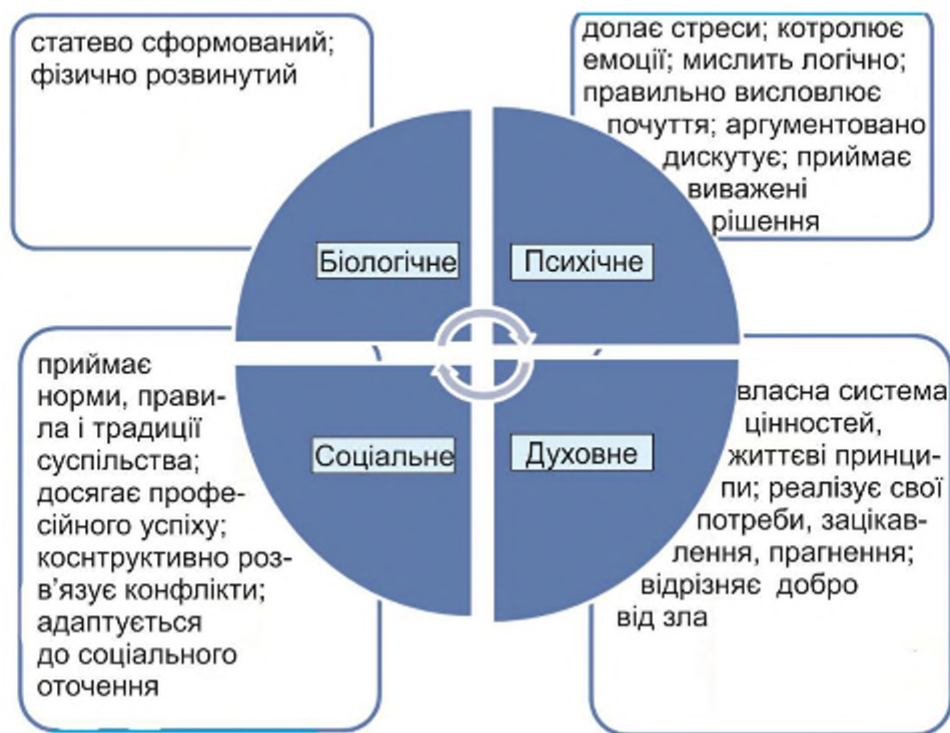 статево сформований;
фізично розвинутий
долає стреси; котролює
емоції; мислить логічно;
правильно висловлює
почуття; аргументовано
дискутує; приймає
виважені
рішення
Біологічне
Психічне
приймає
норми, прави-
ла і традиції
суспільства;
досягає профе-
сійного успіху;
коснтруктивно роз-
в’язує конфлікти;
адаптується
до соціального
оточення
Соціальне
Духовне
власна система
цінностей,
життєві принци-
пи; реалізує свої
потреби, зацікав-
лення, прагнення;
відрізняє добро
від зла